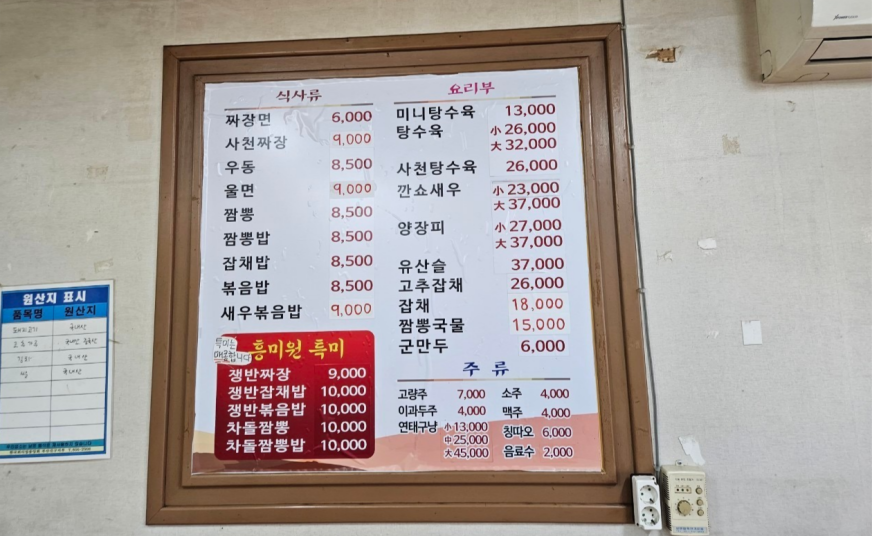 식사류
짜장면 6,000
사천짜장 9,000
우동 8,500
울면 9,000
짬뽕 8,500
짬뽕밥 8,500
잡채밥 8,500
볶음밥 8,500
새우볶음밥 9,000
특미는
매콤합니다
흥미원 특미
쟁반짜장 9,000
쟁반잡채밥 10,000
쟁반볶음밥 10,000
차돌짬뽕 10,000
차돌짬뽕밥 10,000
요리부
미니탕수육 13,000
탕수육 小 26,000
大 32,000
사천탕수육 26,000
깐쇼새우 小 23,000
大 37,000
양장피 小 27,000
大 37,000
유산슬 37,000
고추잡채 26,000
잡채 18,000
짬뽕국물 15,000
군만두 6,000
주 류
고량주 7,000 소주 4,000
이과두주 4,000 맥주 4,000
연태구냥 小 13,000 칭따오 6,000
中 25,000
大 45,000 음료수 2,000
원산지 표시
품목명 원산지
돼지고기 국내산
고춧가루
김치 국내산
쌀 국내산